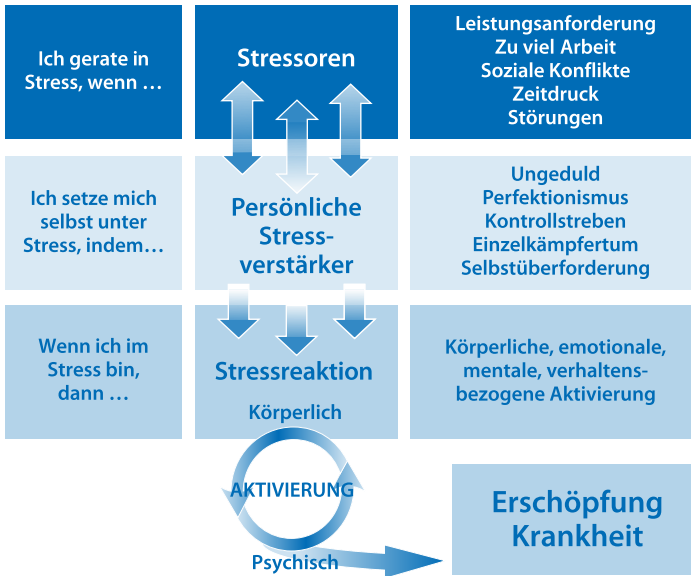 Ich gerate in
Stress, wenn …
Stressoren
Leistungsanforderung
Zu viel Arbeit
Soziale Konflikte
Zeitdruck
Störungen
Ich setze mich
selbst unter
Stress, indem…
Persönliche
Stress-
verstärker
Ungeduld
Perfektionismus
Kontrollstreben
Einzelkämpfertum
Selbstüberforderung
Wenn ich im
Stress bin,
dann …
Stressreaktion
Körperlich
Körperliche, emotionale,
mentale, verhaltens-
bezogene Aktivierung
AKTIVIERUNG
Psychisch
Erschöpfung
Krankheit